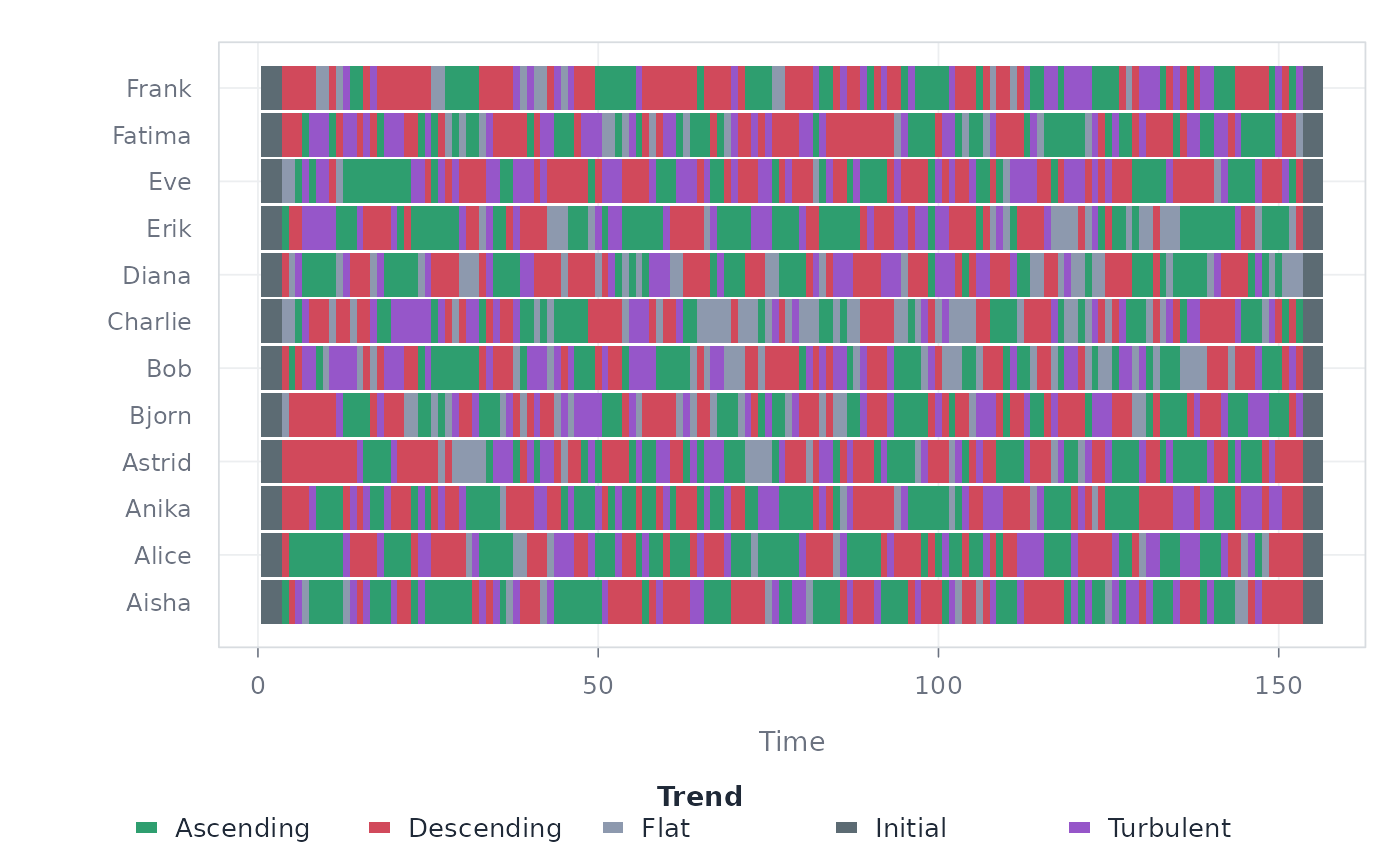 Frank
Fatima
Eve
Erik
Diana
Charlie
Bob
Bjorn
Astrid
Anika
Alice
Aisha
0 50 100 150
Time
Trend
Ascending Descending Flat Initial Turbulent